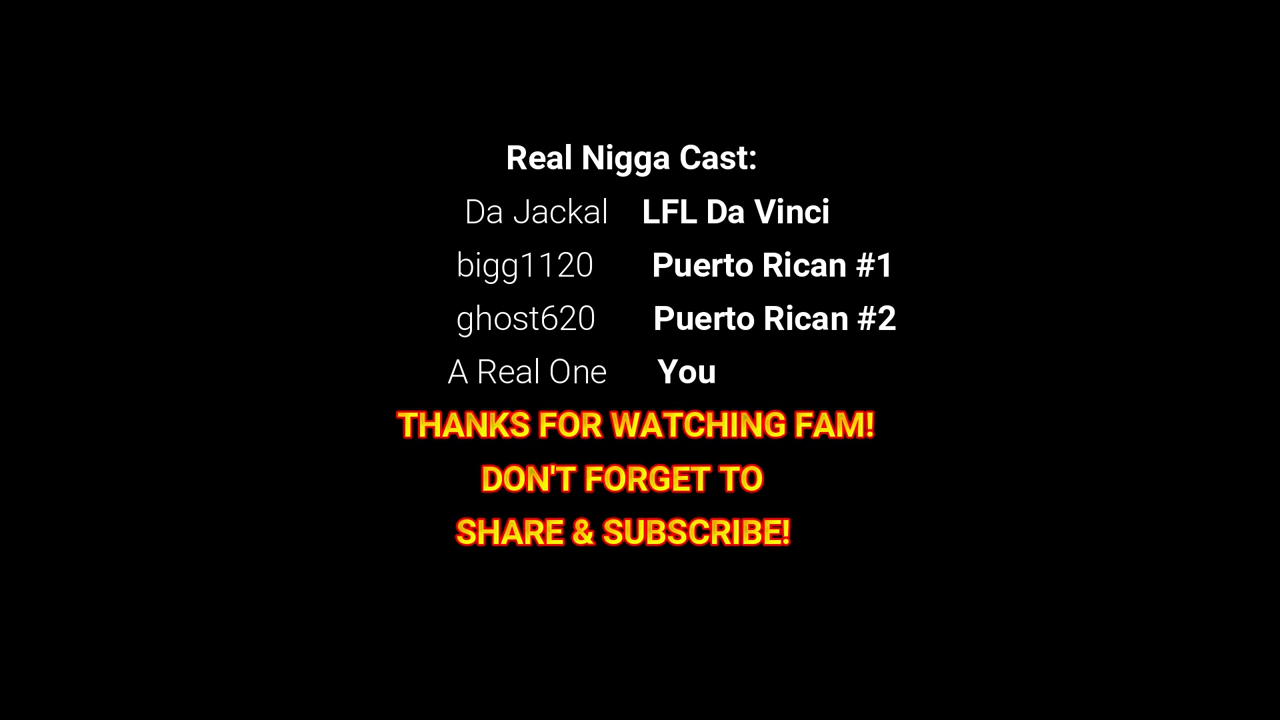 Real Nigga Cast:
Da Jackal LFL Da Vinci
bigg1120 Puerto Rican #1
ghost620 Puerto Rican #2
A Real One You
THANKS FOR WATCHING FAM!
DON'T FORGET TO
SHARE & SUBSCRIBE!